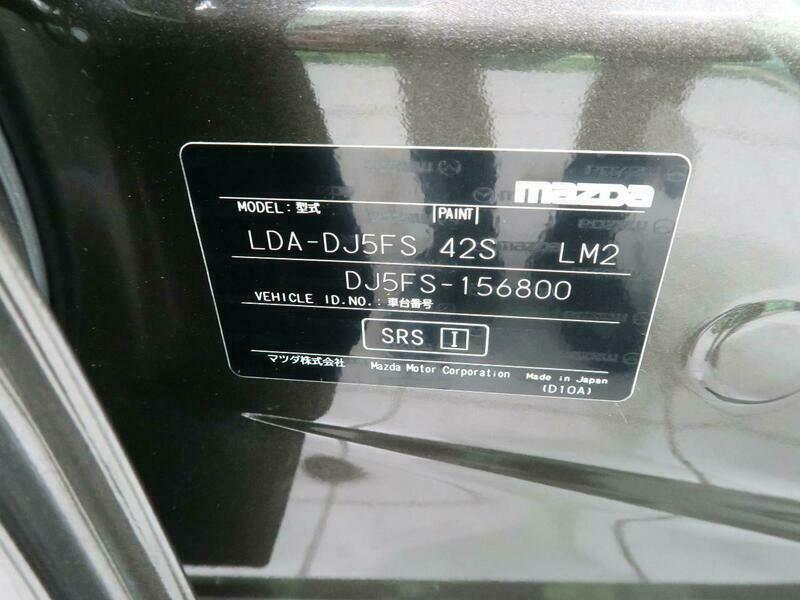 mazda
MODEL:型式 PAINT
LDA-DJ5FS 42S LM2
DJ5FS-156800
VEHICLE ID.NO.:車台番号
SRS I
マツダ株式会社 Mazda Motor Corporation Made in Japan
(D10A)